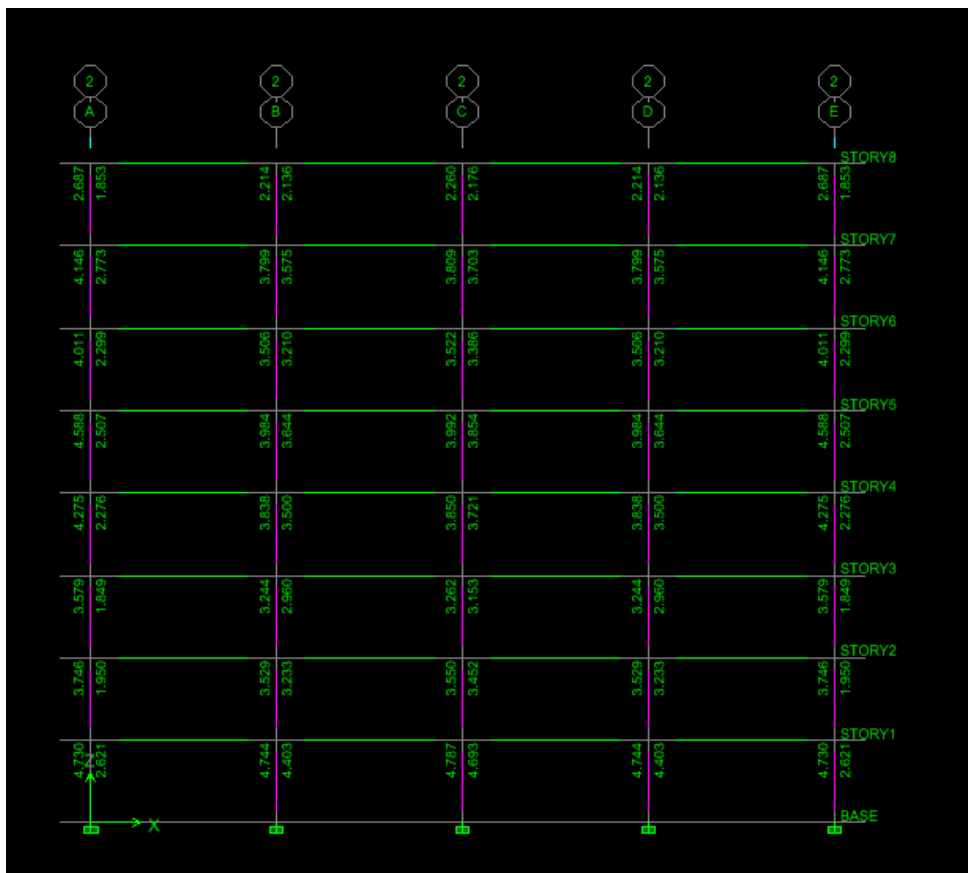 2 2 2 2 2
A B C D E
STORY8
2.687 1.853 2.214 2.136 2.260 2.176 2.214 2.136 2.687 1.853
STORY7
4.146 2.773 3.799 3.575 3.809 3.703 3.799 3.575 4.146 2.773
STORY6
4.011 2.299 3.506 3.210 3.522 3.386 3.506 3.210 4.011 2.299
STORY5
4.588 2.507 3.984 3.644 3.992 3.854 3.984 3.644 4.588 2.507
STORY4
4.275 2.276 3.838 3.500 3.850 3.721 3.838 3.500 4.275 2.276
STORY3
3.579 1.849 3.244 2.960 3.262 3.153 3.244 2.960 3.579 1.849
STORY2
3.746 1.950 3.529 3.233 3.550 3.452 3.529 3.233 3.746 1.950
STORY1
4.730 2.621 4.744 4.403 4.787 4.693 4.744 4.403 4.730 2.621
Z
X
BASE